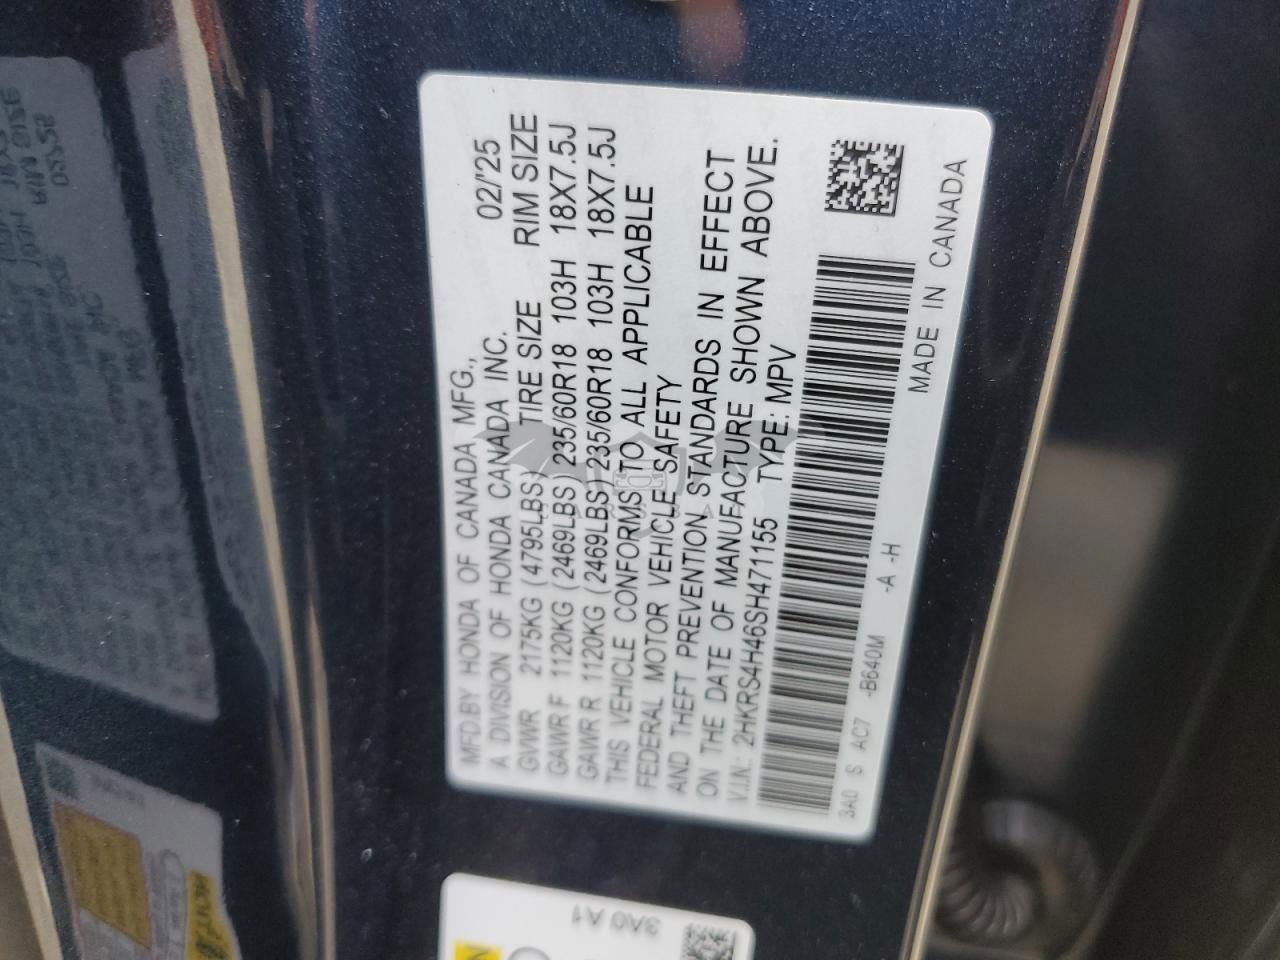 MFD.BY HONDA OF CANADA MFG., 02/'25
A DIVISION OF HONDA CANADA INC.
GVWR 2175KG (4795LBS) TIRE SIZE RIM SIZE
GAWR F 1120KG (2469LBS) 235/60R18 103H 18X7.5J
GAWR R 1120KG (2469LBS) 235/60R18 103H 18X7.5J
THIS VEHICLE CONFORMS TO ALL APPLICABLE
FEDERAL MOTOR VEHICLE SAFETY
AND THEFT PREVENTION STANDARDS IN EFFECT
ON THE DATE OF MANUFACTURE SHOWN ABOVE.
V.I.N.: 2HKRS4H46SH471155 TYPE: MPV
3A0 S AC7 -B640M -A -H
MADE IN CANADA
3A0 A1